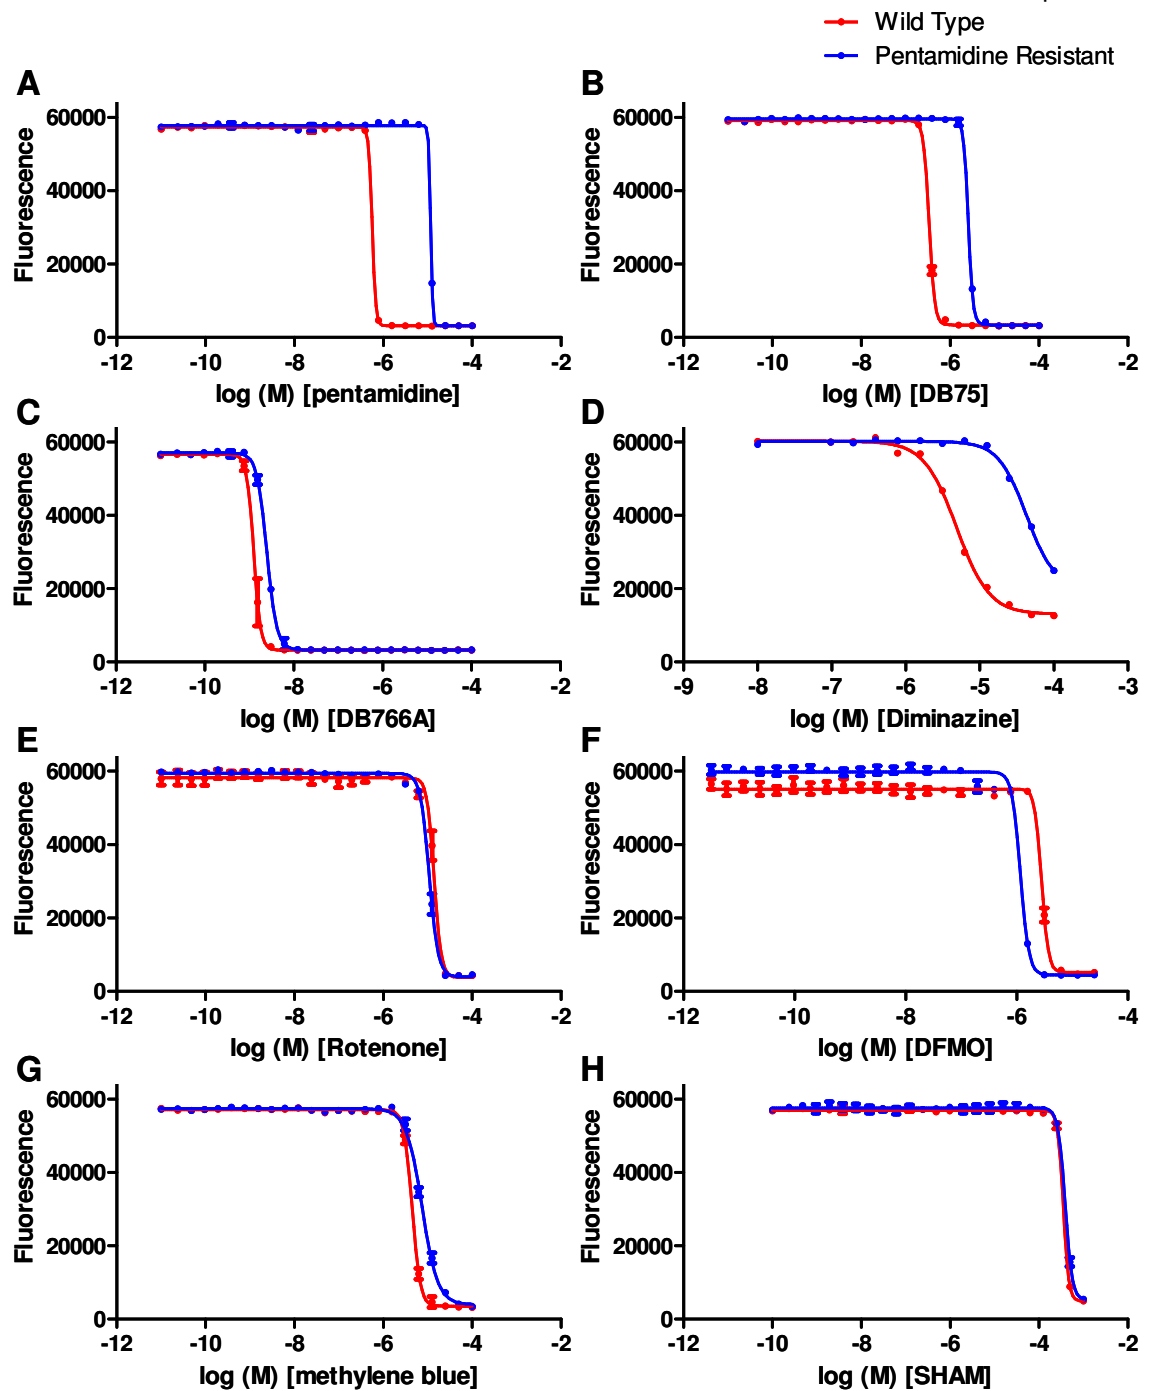 Wild Type
Pentamidine Resistant
A
B
60000
40000
20000
0
Fluorescence
-12 -10 -8 -6 -4 -2
log (M) [pentamidine]
60000
40000
20000
0
Fluorescence
-12 -10 -8 -6 -4 -2
log (M) [DB75]
C
D
60000
40000
20000
0
Fluorescence
-12 -10 -8 -6 -4 -2
log (M) [DB766A]
60000
40000
20000
0
Fluorescence
-9 -8 -7 -6 -5 -4 -3
log (M) [Diminazine]
E
F
60000
40000
20000
0
Fluorescence
-12 -10 -8 -6 -4 -2
log (M) [Rotenone]
60000
40000
20000
0
Fluorescence
-12 -10 -8 -6 -4
log (M) [DFMO]
G
H
60000
40000
20000
0
Fluorescence
-12 -10 -8 -6 -4 -2
log (M) [methylene blue]
60000
40000
20000
0
Fluorescence
-12 -10 -8 -6 -4 -2
log (M) [SHAM]